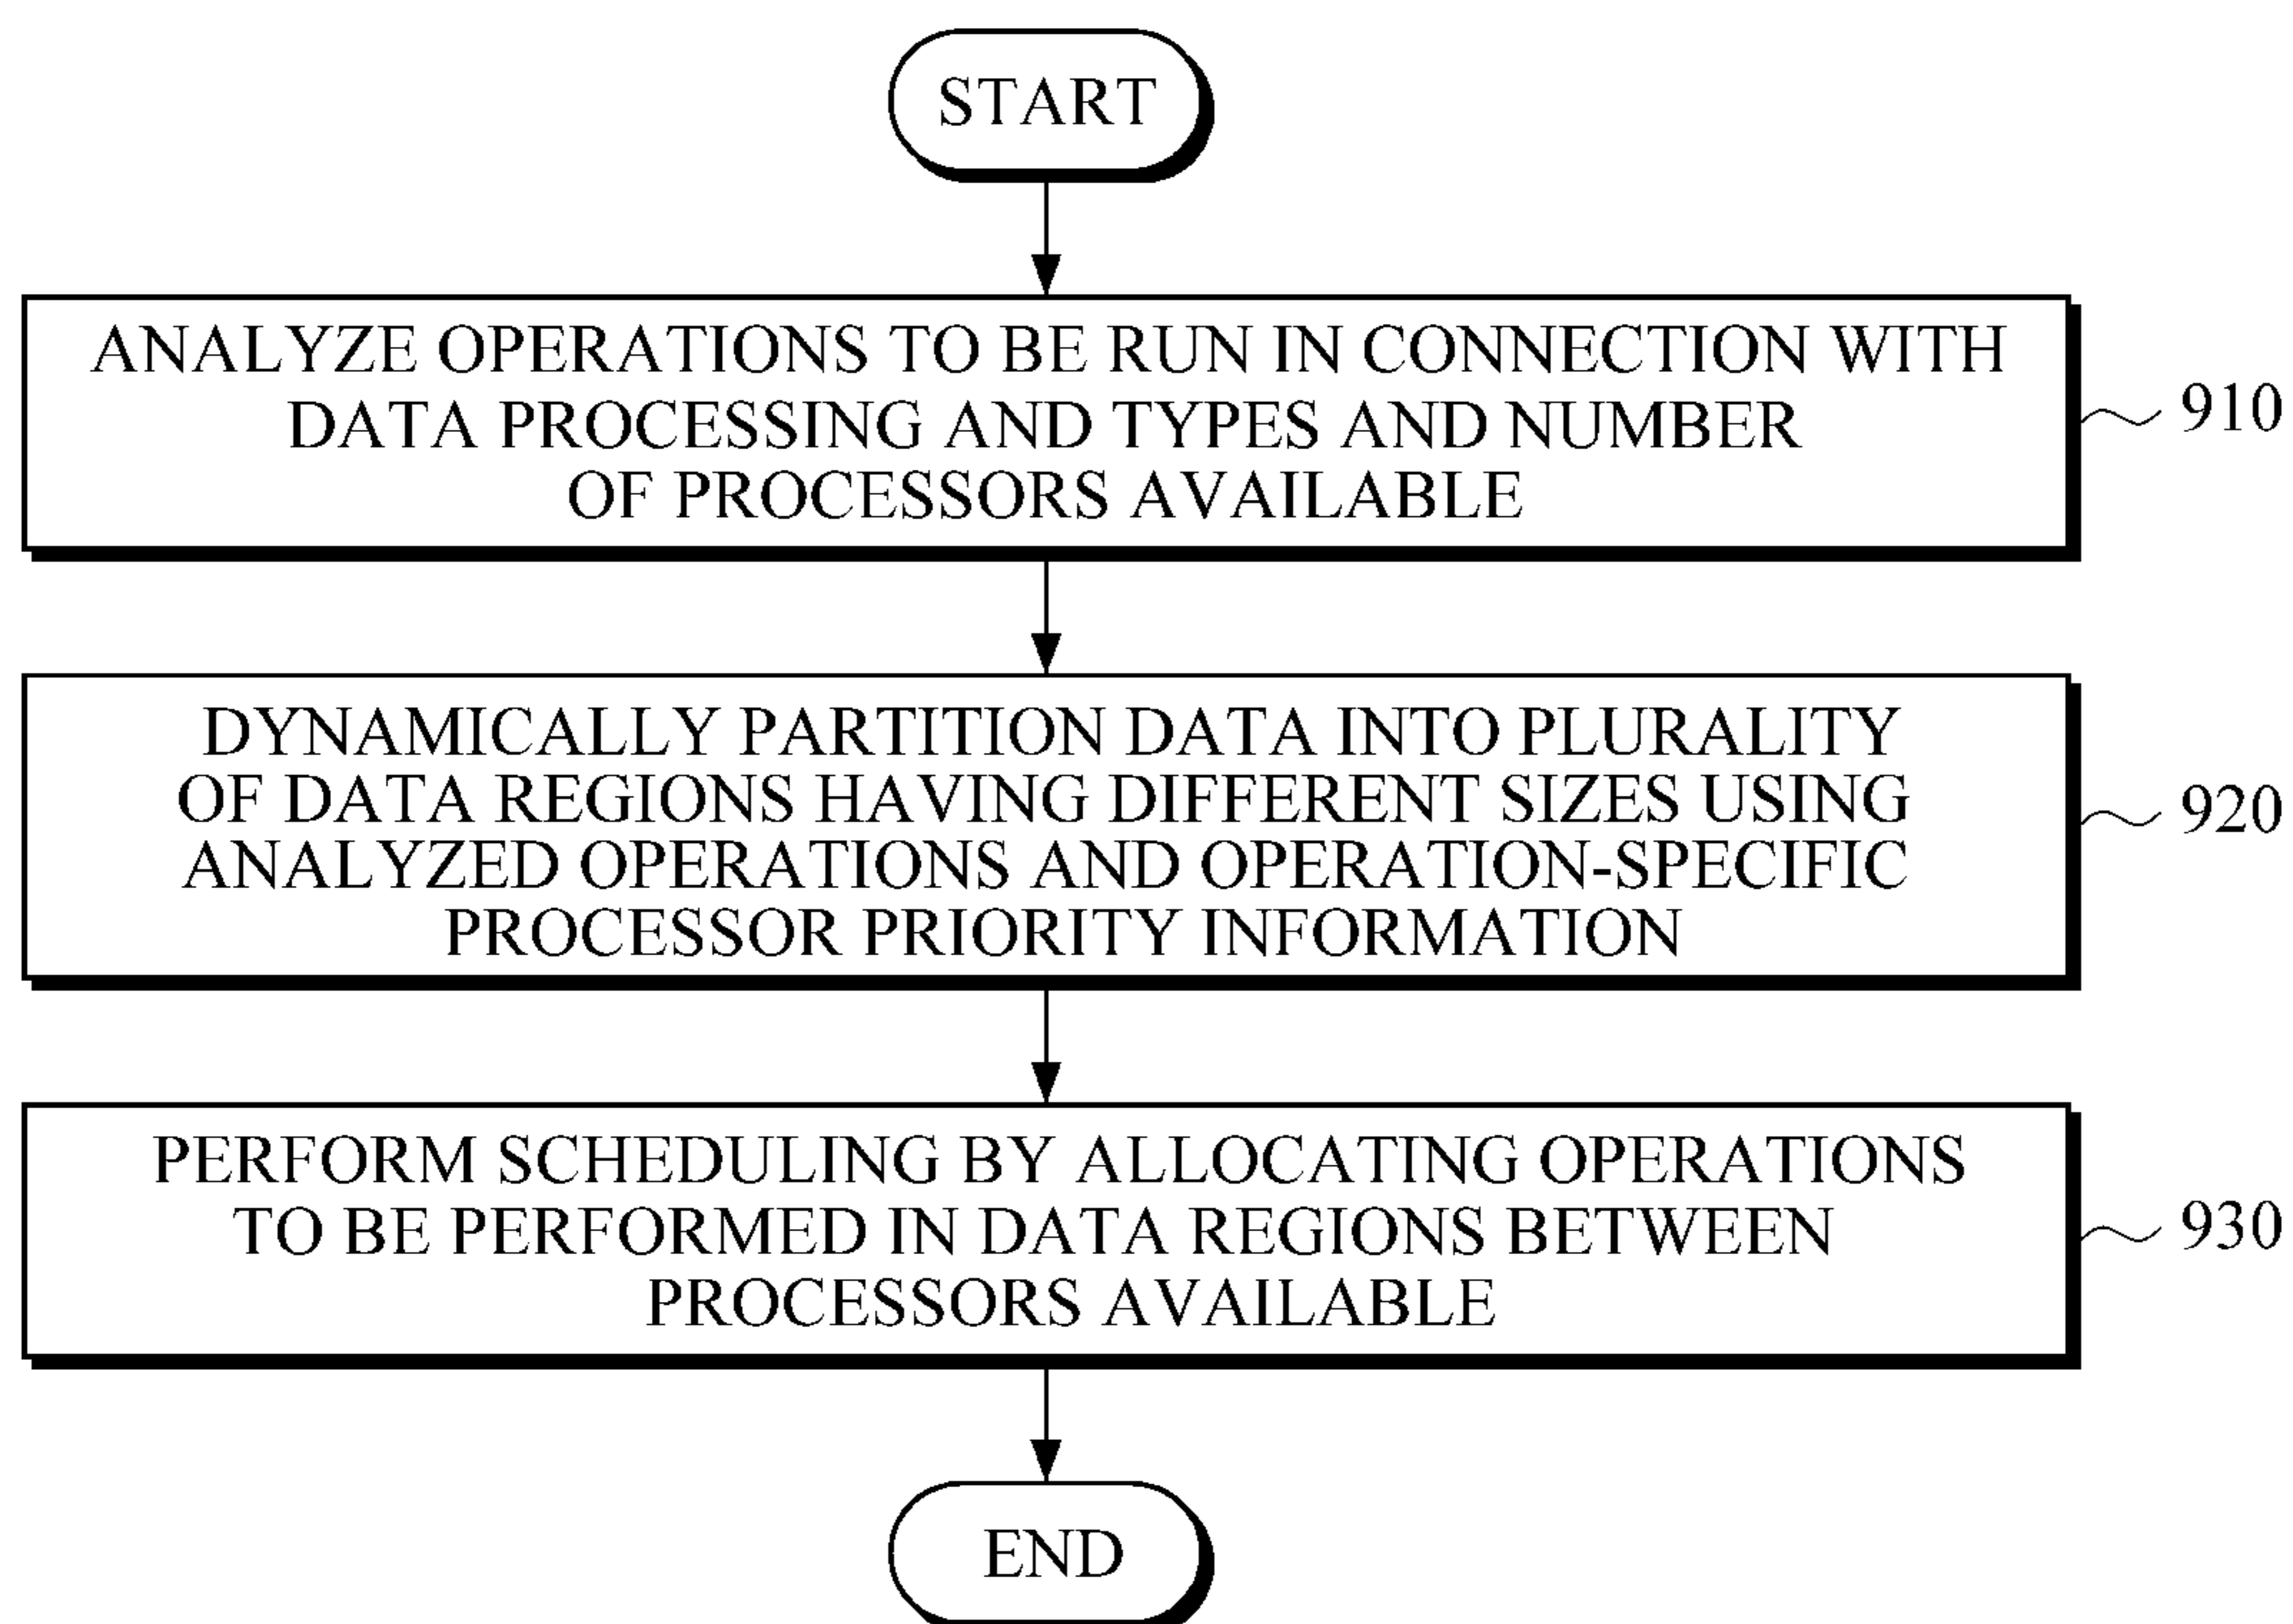 START
ANALYZE OPERATIONS TO BE RUN IN CONNECTION WITH
DATA PROCESSING AND TYPES AND NUMBER
OF PROCESSORS AVAILABLE
910
DYNAMICALLY PARTITION DATA INTO PLURALITY
OF DATA REGIONS HAVING DIFFERENT SIZES USING
ANALYZED OPERATIONS AND OPERATION-SPECIFIC
PROCESSOR PRIORITY INFORMATION
920
PERFORM SCHEDULING BY ALLOCATING OPERATIONS
TO BE PERFORMED IN DATA REGIONS BETWEEN
PROCESSORS AVAILABLE
930
END